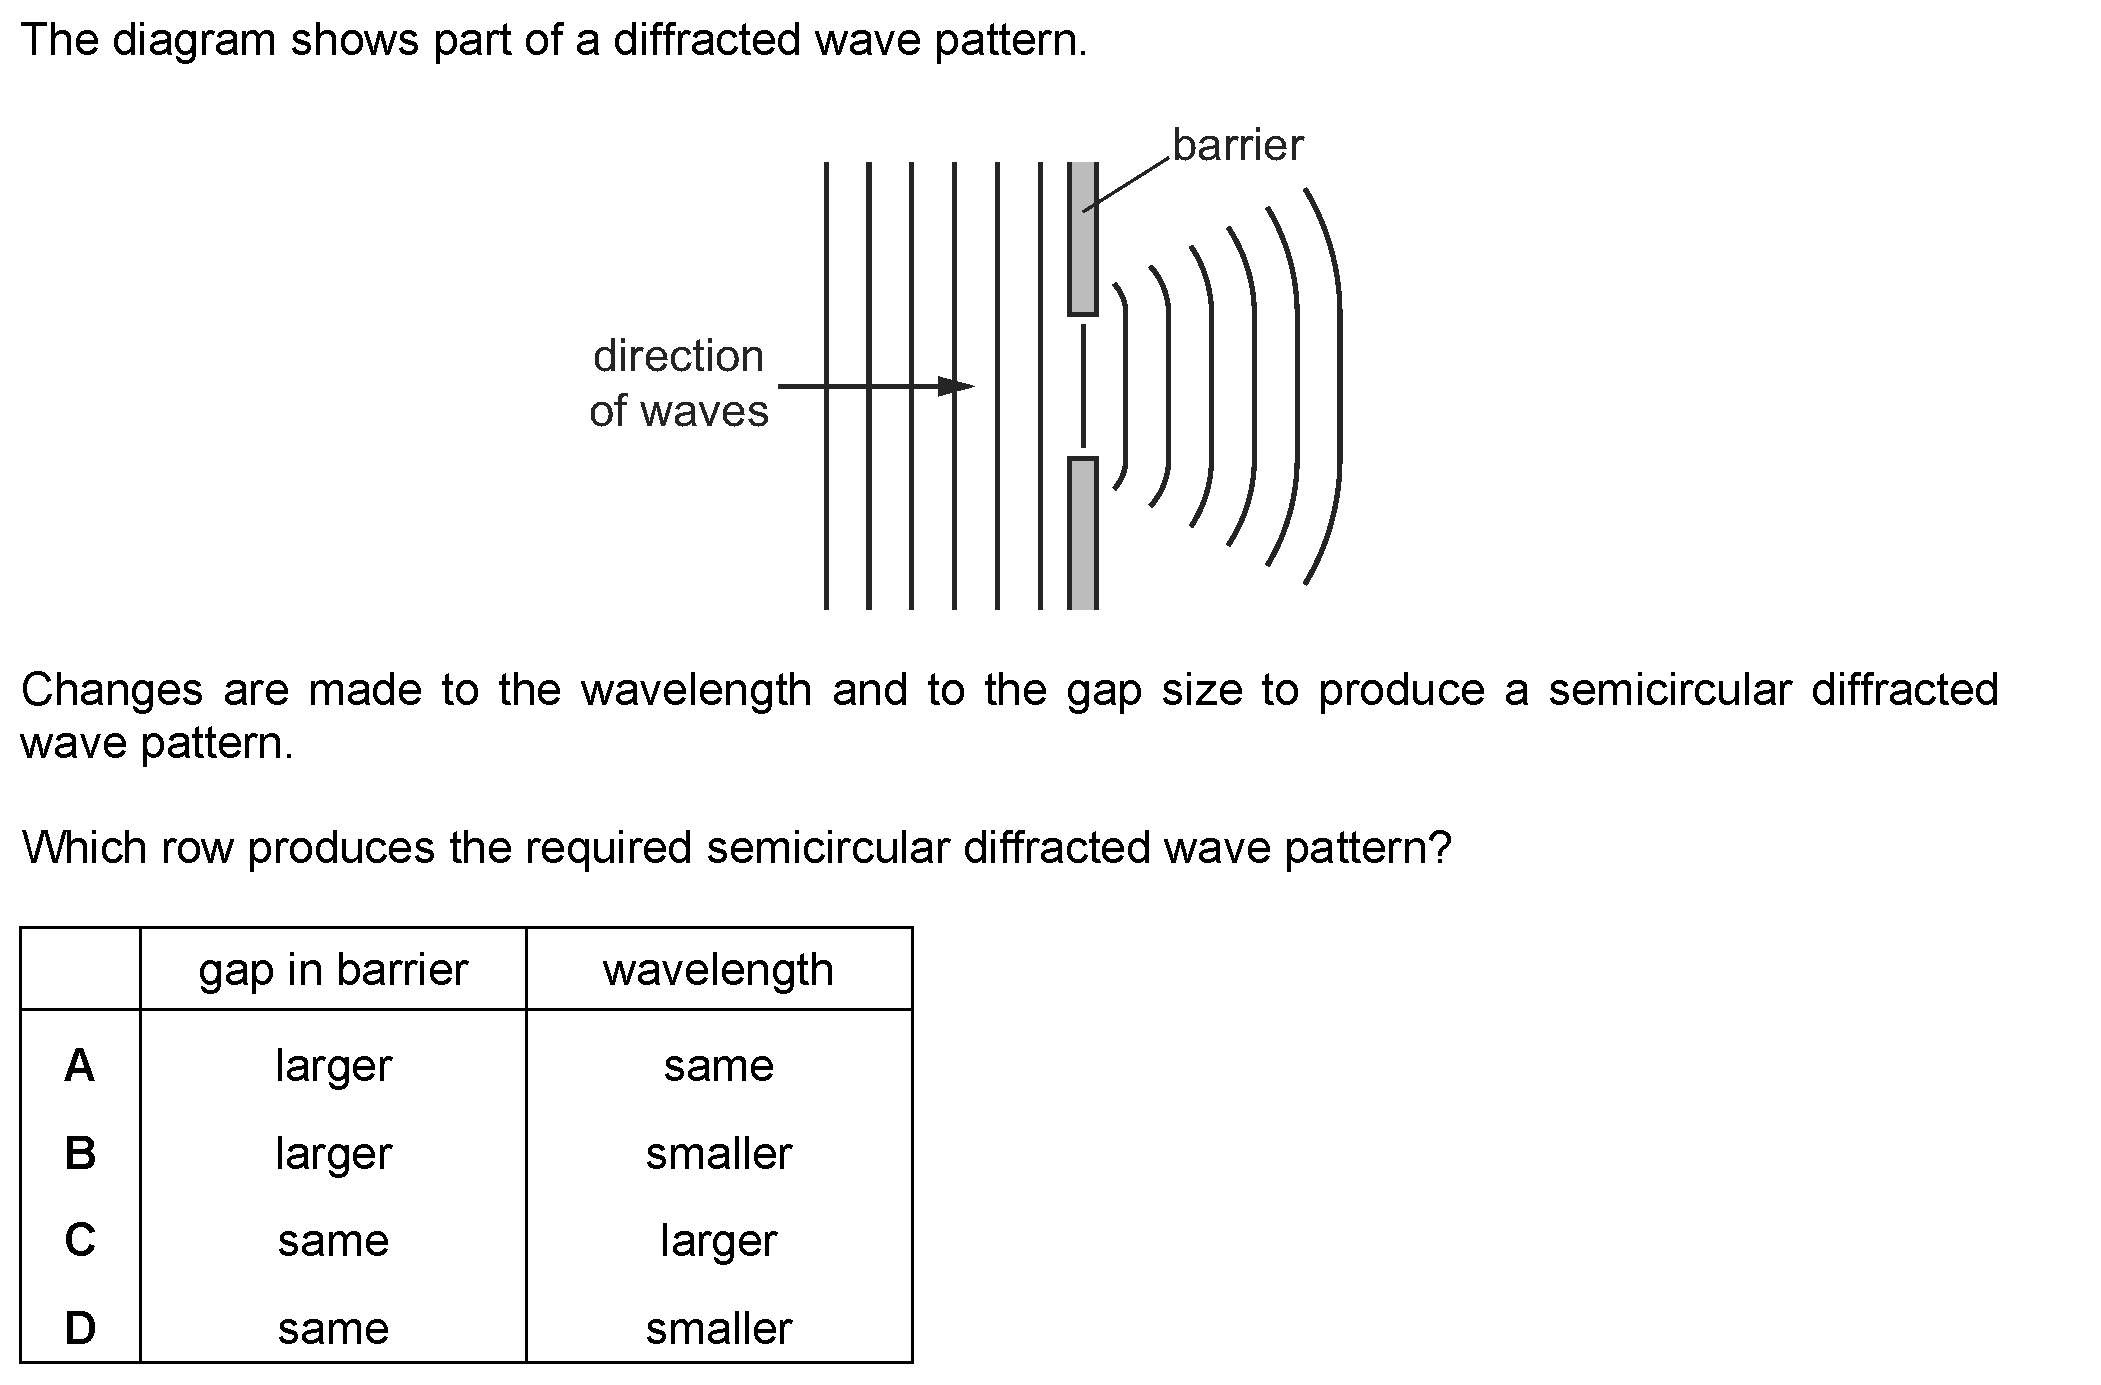 The diagram shows part of a diffracted wave pattern.
barrier
direction
of waves
Changes are made to the wavelength and to the gap size to produce a semicircular diffracted
wave pattern.
Which row produces the required semicircular diffracted wave pattern?
gap in barrier wavelength
A larger same
B larger smaller
C same larger
D same smaller